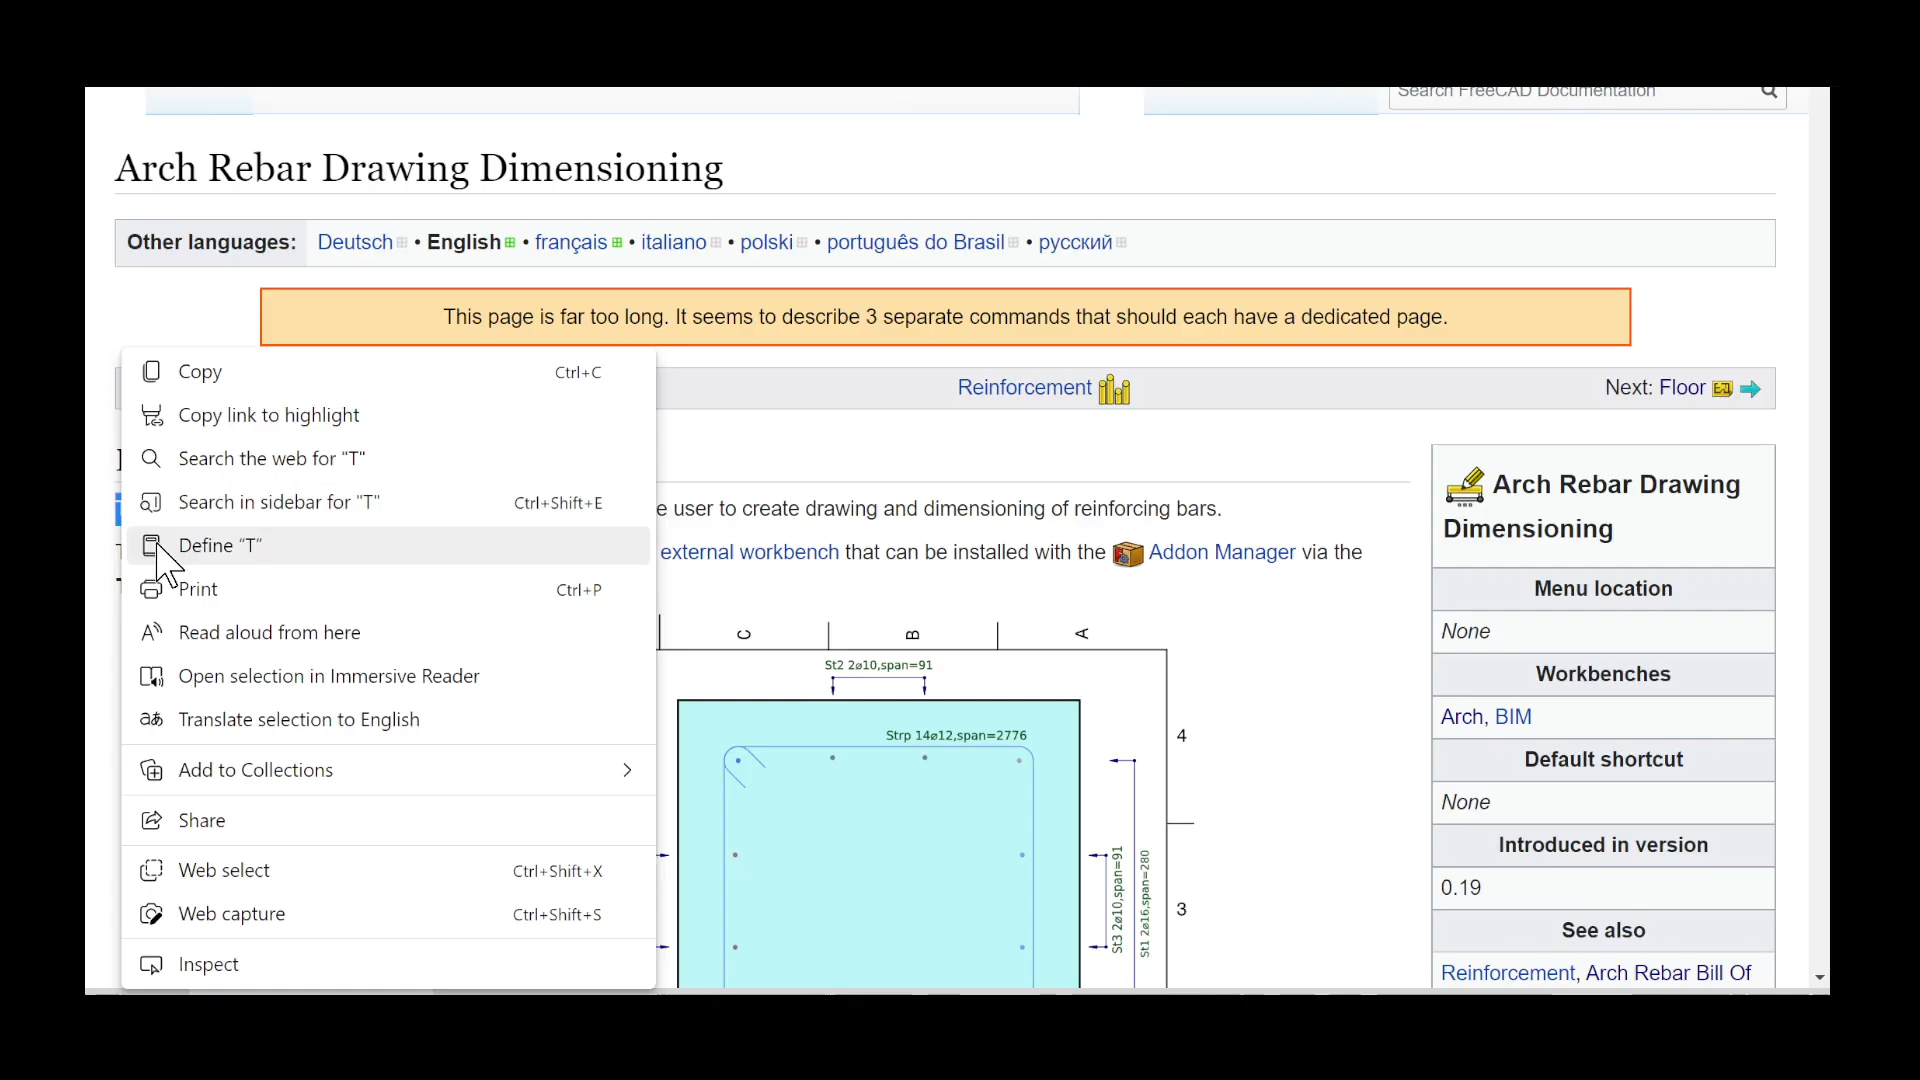 Search FreeCAD Documentation
Arch Rebar Drawing Dimensioning
Other languages: Deutsch • English • français • italiano • polski • português do Brasil • русский
This page is far too long. It seems to describe 3 separate commands that should each have a dedicated page.
Reinforcement
Next: Floor
Copy Ctrl+C
Copy link to highlight
Search the web for "T"
Search in sidebar for "T" Ctrl+Shift+E
Define "T"
Print Ctrl+P
Read aloud from here
Open selection in Immersive Reader
aあ Translate selection to English
Add to Collections
Share
Web select Ctrl+Shift+X
Web capture Ctrl+Shift+S
Inspect
user to create drawing and dimensioning of reinforcing bars.
external workbench that can be installed with the Addon Manager via the
C B A
St2 2ø10,span=91
Strp 14ø12,span=2776
4
St3 2ø10,span=91
St1 2ø16,span=280
3
Arch Rebar Drawing
Dimensioning
Menu location
None
Workbenches
Arch, BIM
Default shortcut
None
Introduced in version
0.19
See also
Reinforcement, Arch Rebar Bill Of